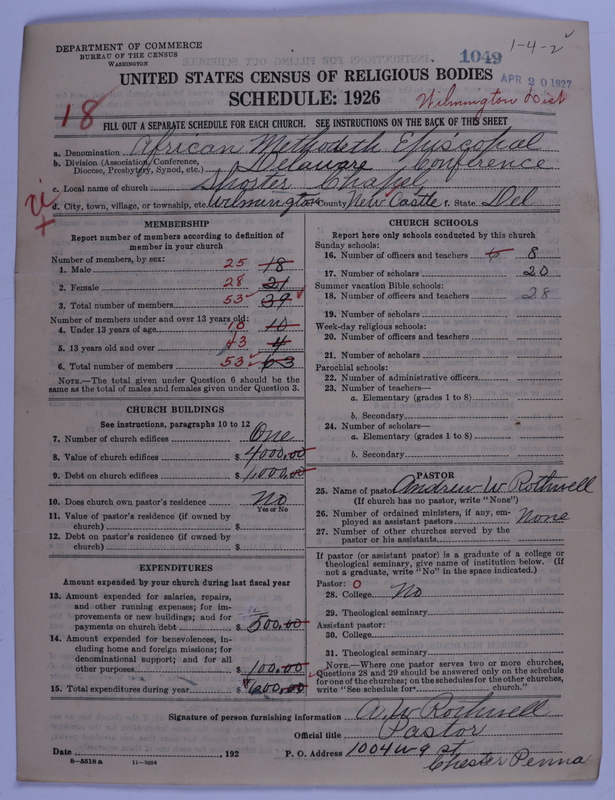 DEPARTMENT OF COMMERCE
BUREAU OF THE CENSUS
WASHINGTON
1049
1-4-2
APR 20 1927
UNITED STATES CENSUS OF RELIGIOUS BODIES
SCHEDULE: 1926
18
Wilmington Dist
FILL OUT A SEPARATE SCHEDULE FOR EACH CHURCH. SEE INSTRUCTIONS ON THE BACK OF THIS SHEET
a. Denomination African Methodeth Episcopal
b. Division (Association, Conference, Diocese, Presbytery, Synod, etc.) Delaware Conference
c. Local name of church Shorter Chapel
d. City, town, village, or township, etc. Wilmington County New Castle t. State Del
MEMBERSHIP
Report number of members according to definition of
member in your church
Number of members, by sex:
1. Male 25 18
2. Female 28 21
3. Total number of members 53 39
Number of members under and over 13 years old:
4. Under 13 years of age 10 10
5. 13 years old and over 43 4
6. Total number of members 53 63
NOTE.—The total given under Question 6 should be
same as the total of males and females given under Question 3.
CHURCH BUILDINGS
See instructions, paragraphs 10 to 12
7. Number of church edifices One
8. Value of church edifices $ 4000.00
9. Debt on church edifices $ 1,000.00
10. Does church own pastor's residence No
Yes or No
11. Value of pastor's residence (if owned by
church) $
12. Debt on pastor's residence (if owned by
church) $
EXPENDITURES
Amount expended by your church during last fiscal year
13. Amount expended for salaries, repairs,
and other running expenses; for im-
provements or new buildings; and for
payments on church debt $ 500.00
14. Amount expended for benevolences, in-
cluding home and foreign missions; for
denominational support; and for all
other purposes $ 100.00
15. Total expenditures during year $ 600.00
CHURCH SCHOOLS
Report here only schools conducted by this church
Sunday schools:
16. Number of officers and teachers 6 8
17. Number of scholars 20
Summer vacation Bible schools:
18. Number of officers and teachers 28
19. Number of scholars
Week-day religious schools:
20. Number of officers and teachers
21. Number of scholars
Parochial schools:
22. Number of administrative officers
23. Number of teachers—
a. Elementary (grades 1 to 8)
b. Secondary
24. Number of scholars—
a. Elementary (grades 1 to 8)
b. Secondary
PASTOR
25. Name of pastor Andrew W Rothwell
(If church has no pastor, write "None")
26. Number of ordained ministers, if any, em-
ployed as assistant pastors None
27. Number of other churches served by the
pastor or his assistants
If pastor (or assistant pastor) is a graduate of a college or
theological seminary, give name of institution below. (If
not a graduate, write "No" in the space indicated.)
Pastor: O
28. College No
29. Theological seminary
Assistant pastor:
30. College
31. Theological seminary
NOTE.—Where one pastor serves two or more churches,
Questions 28 and 29 should be answered only on the schedule
for one of the churches; on the schedules for the other churches,
write "See schedule for church."
Signature of person furnishing information A. W. Rothwell
Official title Pastor
Date , 192 P. O. Address 1004 W 9 st
Chester Penna
8-5518 a 11-9054